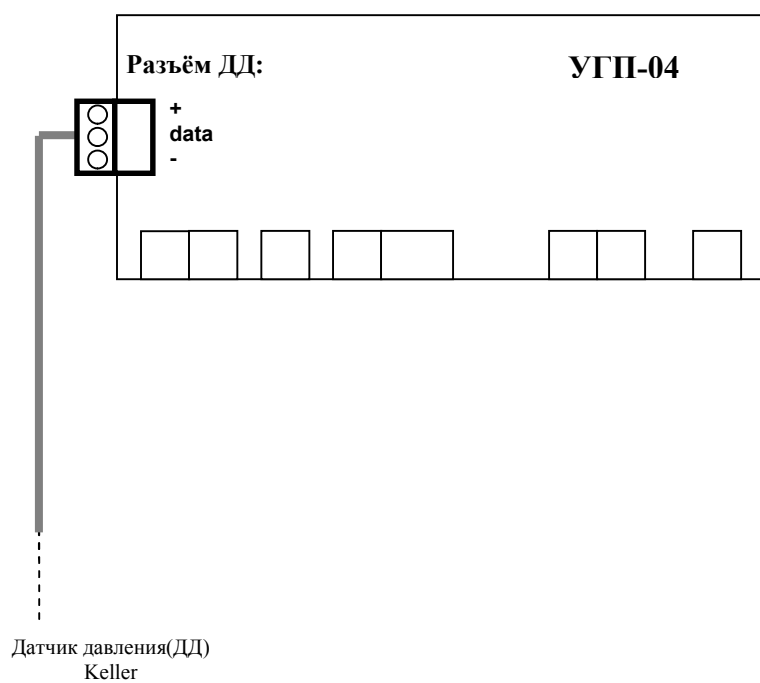 Разъём ДД:
УГП-04
+
data
-
Датчик давления(ДД)
Keller